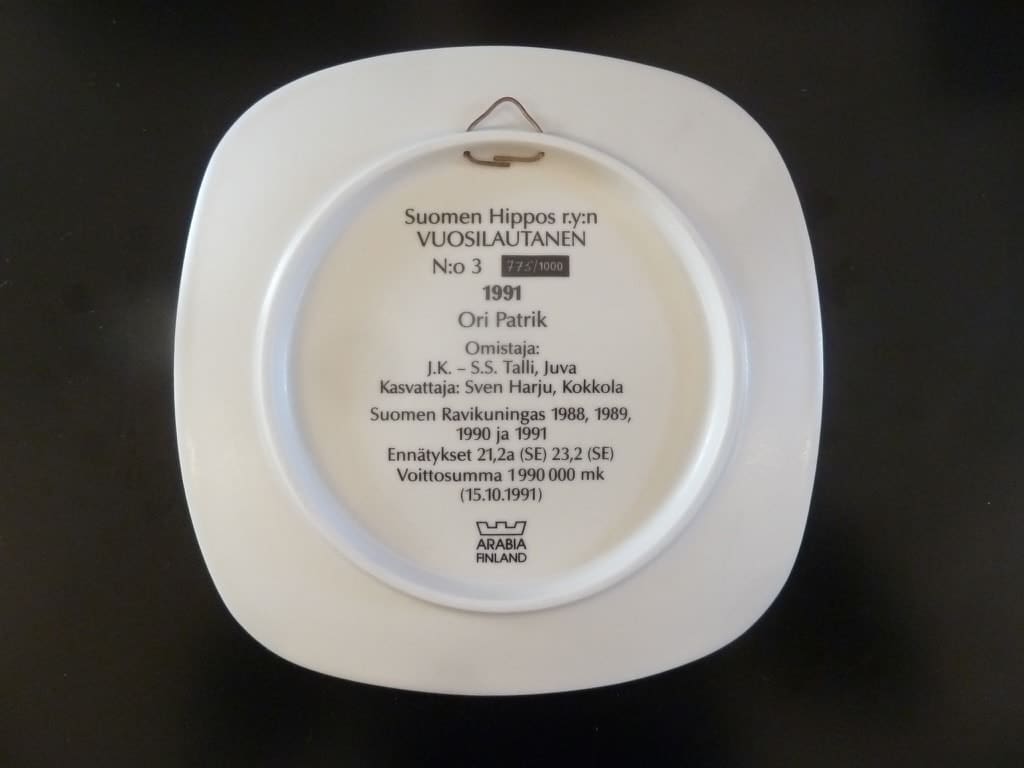 Suomen Hippos r.y:n
VUOSILAUTANEN
N:o 3 775/1000
1991
Ori Patrik
Omistaja:
J.K. – S.S. Talli, Juva
Kasvattaja: Sven Harju, Kokkola
Suomen Ravikuningas 1988, 1989,
1990 ja 1991
Ennätykset 21,2a (SE) 23,2 (SE)
Voittosumma 1 990 000 mk
(15.10.1991)
ARABIA
FINLAND